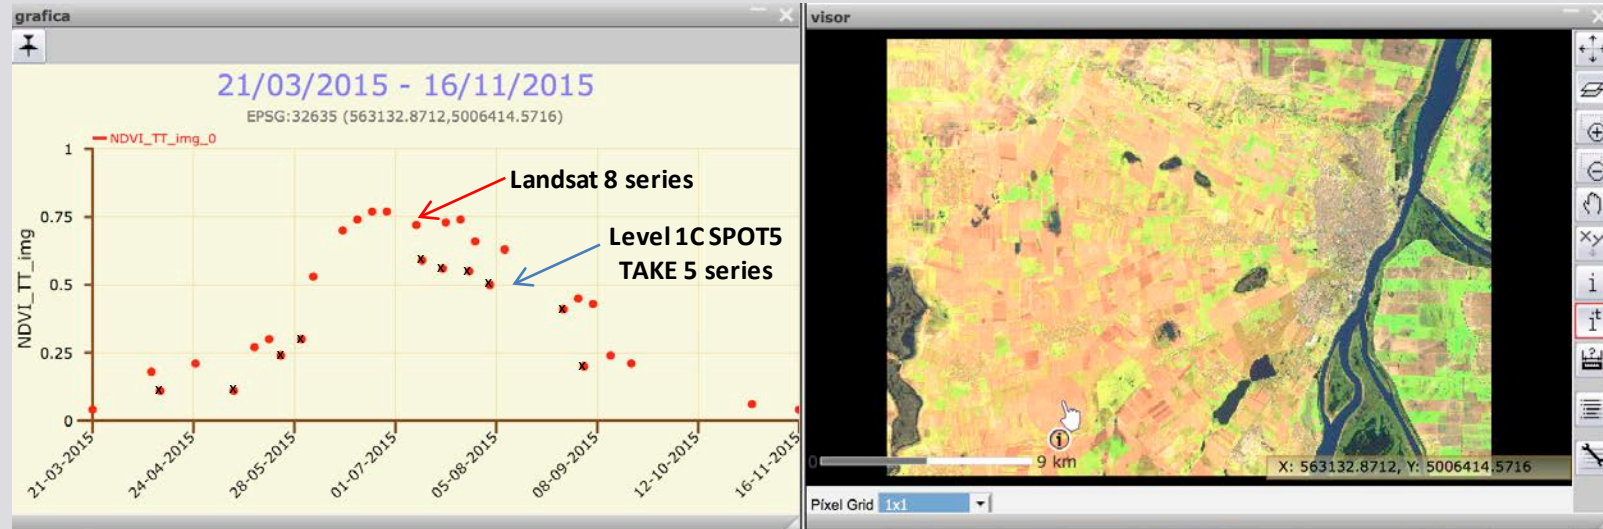 grafica
21/03/2015 - 16/11/2015
EPSG:32635 (563132.8712,5006414.5716)
NDVI_TT_img_0
NDVI_TT_img
1
0.75
0.5
0.25
0
Landsat 8 series
Level 1C SPOT5
TAKE 5 series
x
x
x
x
x
x
x
x
x
x
21-03-2015
24-04-2015
28-05-2015
01-07-2015
05-08-2015
08-09-2015
12-10-2015
16-11-2015
visor
0
9 km
i
X: 563132.8712, Y: 5006414.5716
Píxel Grid 1x1
xy
i
it
?